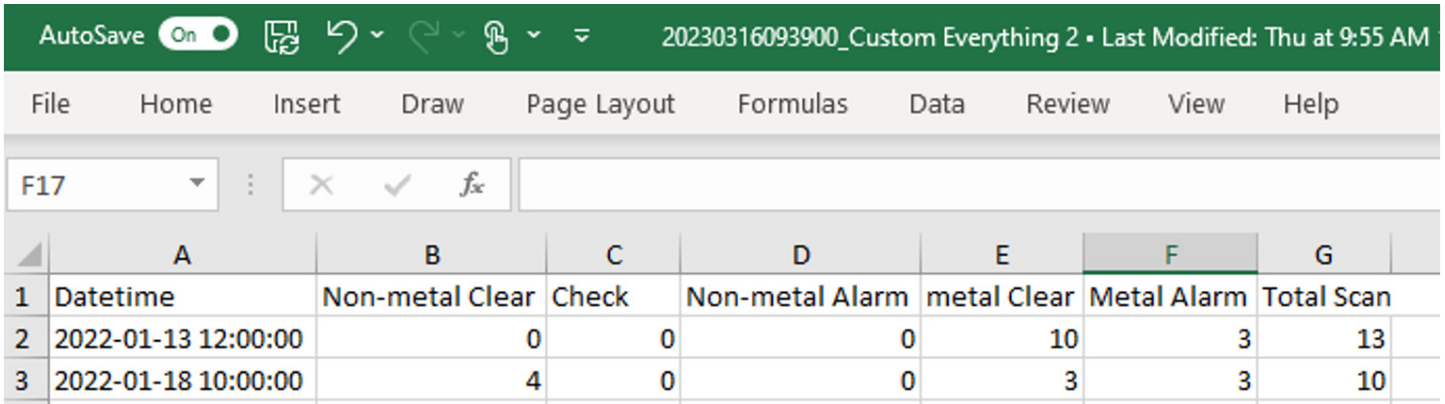 AutoSave On 20230316093900_Custom Everything 2 • Last Modified: Thu at 9:55 AM
File Home Insert Draw Page Layout Formulas Data Review View Help
F17 fx
A B C D E F G
1 Datetime Non-metal Clear Check Non-metal Alarm metal Clear Metal Alarm Total Scan
2 2022-01-13 12:00:00 0 0 0 10 3 13
3 2022-01-18 10:00:00 4 0 0 3 3 10